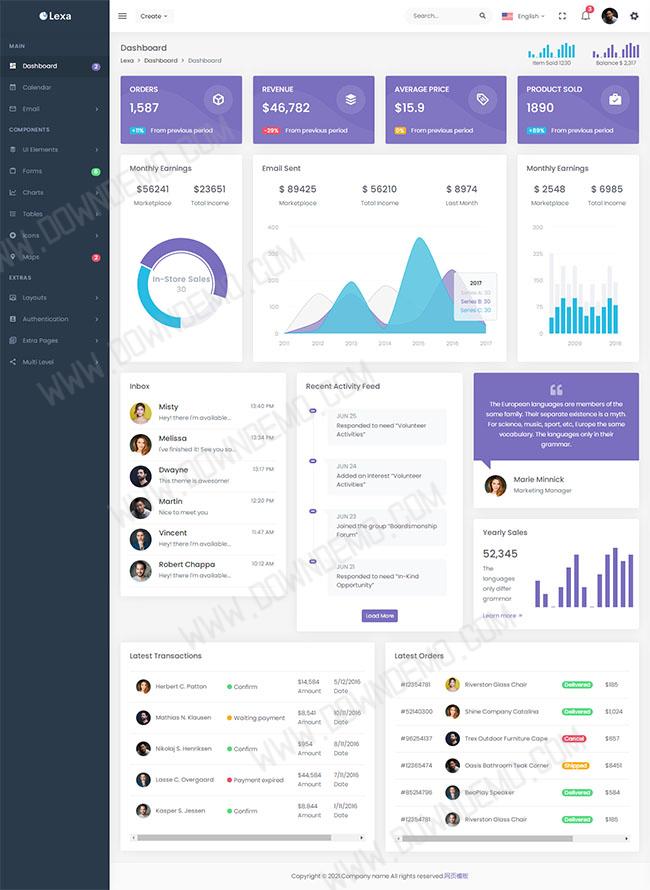 Lexa
Create
Search...
English
3
MAIN
Dashboard 2
Calendar
Email
COMPONENTS
UI Elements
Forms 6
Charts
Tables
Icons
Maps 2
EXTRAS
Layouts
Authentication
Extra Pages
Multi Level
Dashboard
Lexa > Dashboard > Dashboard
Item Sold 1230
Balance $ 2,317
ORDERS
1,587
+11% From previous period
REVENUE
$46,782
-29% From previous period
AVERAGE PRICE
$15.9
0% From previous period
PRODUCT SOLD
1890
+89% From previous period
Monthly Earnings
$56241 $23651
Marketplace Total Income
In-Store Sales
30
Email Sent
$ 89425 $ 56210 $ 8974
Marketplace Total Income Last Month
400
300
200
100
0
2011 2012 2013 2014 2015 2016 2017
2017
Series A: 30
Series B: 30
Series C: 30
Monthly Earnings
$ 2548 $ 6985
Marketplace Total Income
300
225
150
75
0
2009 2018
Inbox
Misty 13:40 PM
Hey! there I'm available...
Melissa 13:34 PM
I've finished it! See you so...
Dwayne 13:17 PM
This theme is awesome!
Martin 12:20 PM
Nice to meet you
Vincent 11:47 AM
Hey! there I'm available...
Robert Chappa 10:12 AM
Hey! there I'm available...
Recent Activity Feed
JUN 25
Responded to need “Volunteer
Activities”
JUN 24
Added an interest “Volunteer
Activities”
JUN 23
Joined the group “Boardsmanship
Forum”
JUN 21
Responded to need “In-Kind
Opportunity”
Load More
The European languages are members of the
same family. Their separate existence is a myth.
For science, music, sport, etc, Europe the same
vocabulary. The languages only in their
grammar.
Marie Minnick
Marketing Manager
Yearly Sales
52,345
The
languages
only differ
grammar
Learn more »
Latest Transactions
Herbert C. Patton Confirm $14,584 5/12/2016
Amount Date
Mathias N. Klausen Waiting payment $8,541 10/11/2016
Amount Date
Nikolaj S. Henriksen Confirm $954 8/11/2016
Amount Date
Lasse C. Overgaard Payment expired $44,584 7/11/2016
Amount Date
Kasper S. Jessen Confirm $8,844 1/11/2016
Amount Date
Latest Orders
#12354781 Riverston Glass Chair Delivered $185
#52140300 Shine Company Catalina Delivered $1,024
#96254137 Trex Outdoor Furniture Cape Cancel $657
#12365474 Oasis Bathroom Teak Corner Shipped $8451
#85214796 BeoPlay Speaker Delivered $584
#12354781 Riverston Glass Chair Delivered $185
Copyright © 2021.Company name All rights reserved.网页模板
WWW.DOWNDEMO.COM
WWW.DOWNDEMO.COM
WWW.DOWNDEMO.COM
WWW.DOWNDEMO.COM
WWW.DOWNDEMO.COM
WWW.DOWNDEMO.COM